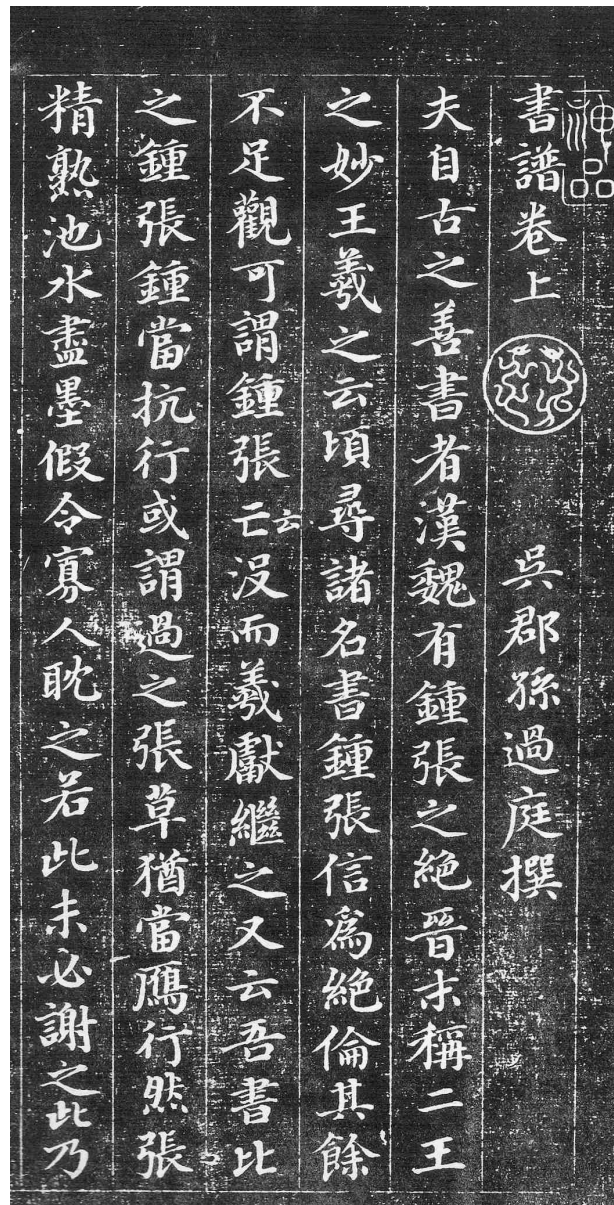 神品
書譜卷上 吳郡孫過庭撰
夫自古之善書者漢魏有鍾張之絶晉末稱二王
之妙王羲之云頃尋諸名書鍾張信爲絶倫其餘
不足觀可謂鍾張亡云没而羲獻繼之又云吾書比
之鍾張鍾當抗行或謂過之張草猶當鴈行然張
精熟池水盡墨假令寡人耽之若此未必謝之此乃